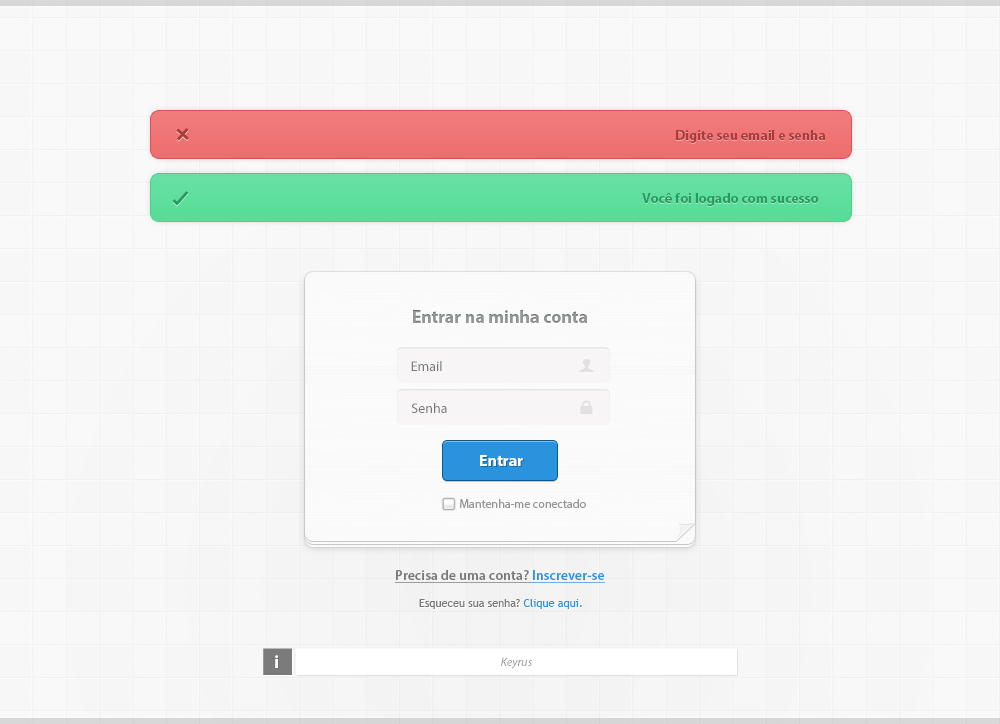 Digite seu email e senha
Você foi logado com sucesso
Entrar na minha conta
Email
Senha
Entrar
Mantenha-me conectado
Precisa de uma conta? Inscrever-se
Esqueceu sua senha? Clique aqui.
i Keyrus